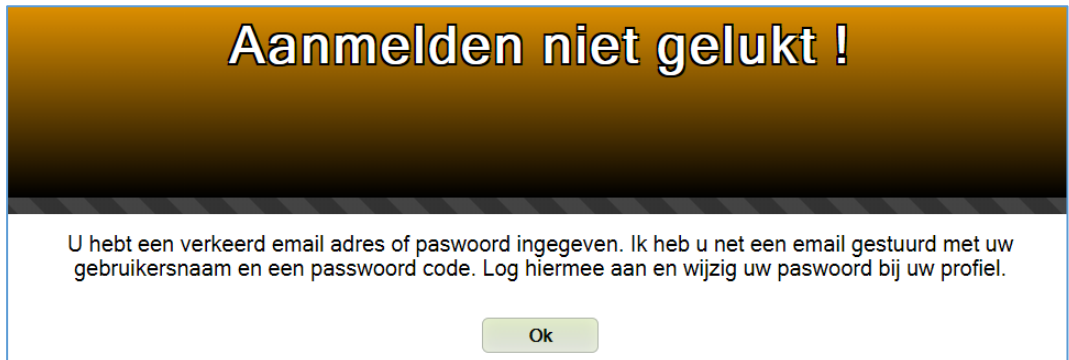 Aanmelden niet gelukt !
U hebt een verkeerd email adres of paswoord ingegeven. Ik heb u net een email gestuurd met uw
gebruikersnaam en een passwoord code. Log hiermee aan en wijzig uw paswoord bij uw profiel.
Ok